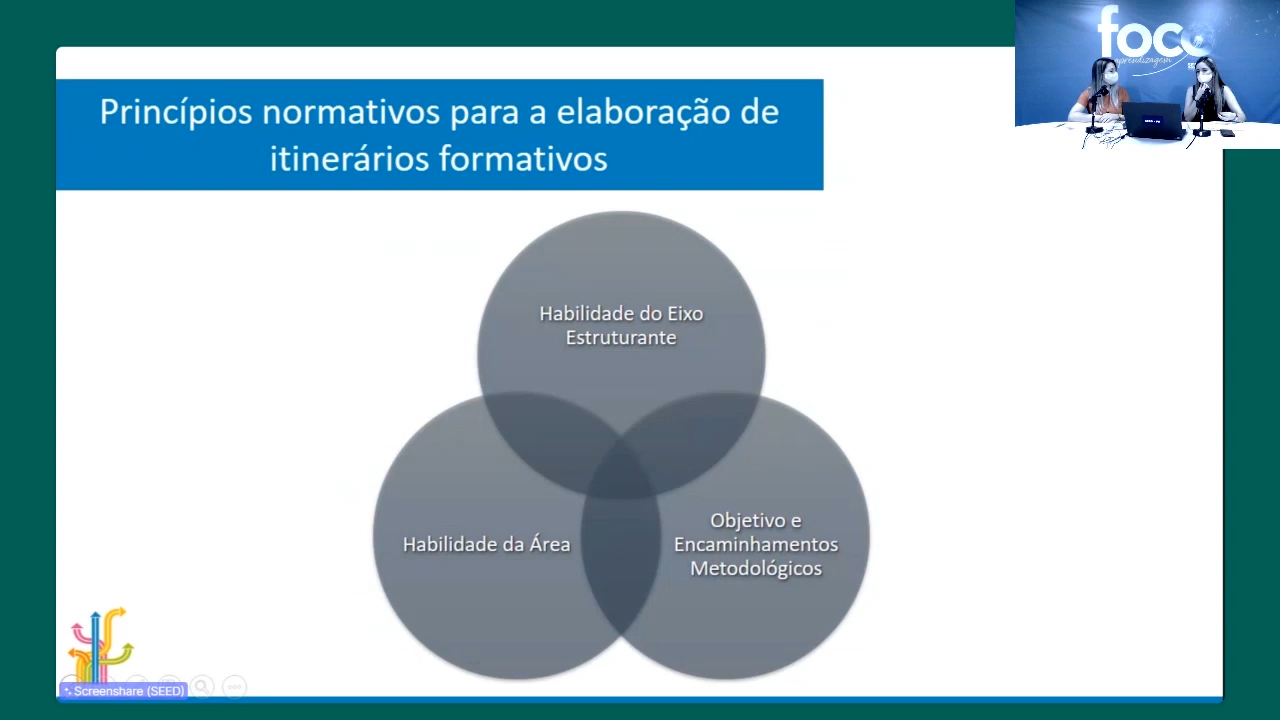 Princípios normativos para a elaboração de
itinerários formativos
foco
aprendizagem
Habilidade do Eixo
Estruturante
Habilidade da Área
Objetivo e
Encaminhamentos
Metodológicos
Screenshare (SEED)